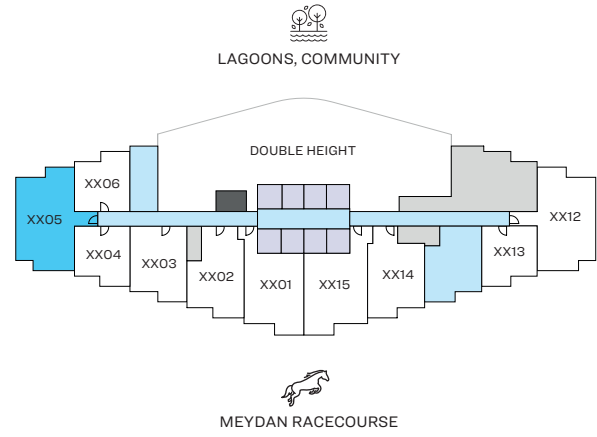 LAGOONS, COMMUNITY
DOUBLE HEIGHT
XX06
XX05
XX12
XX04
XX03
XX02
XX01
XX15
XX14
XX13
MEYDAN RACECOURSE